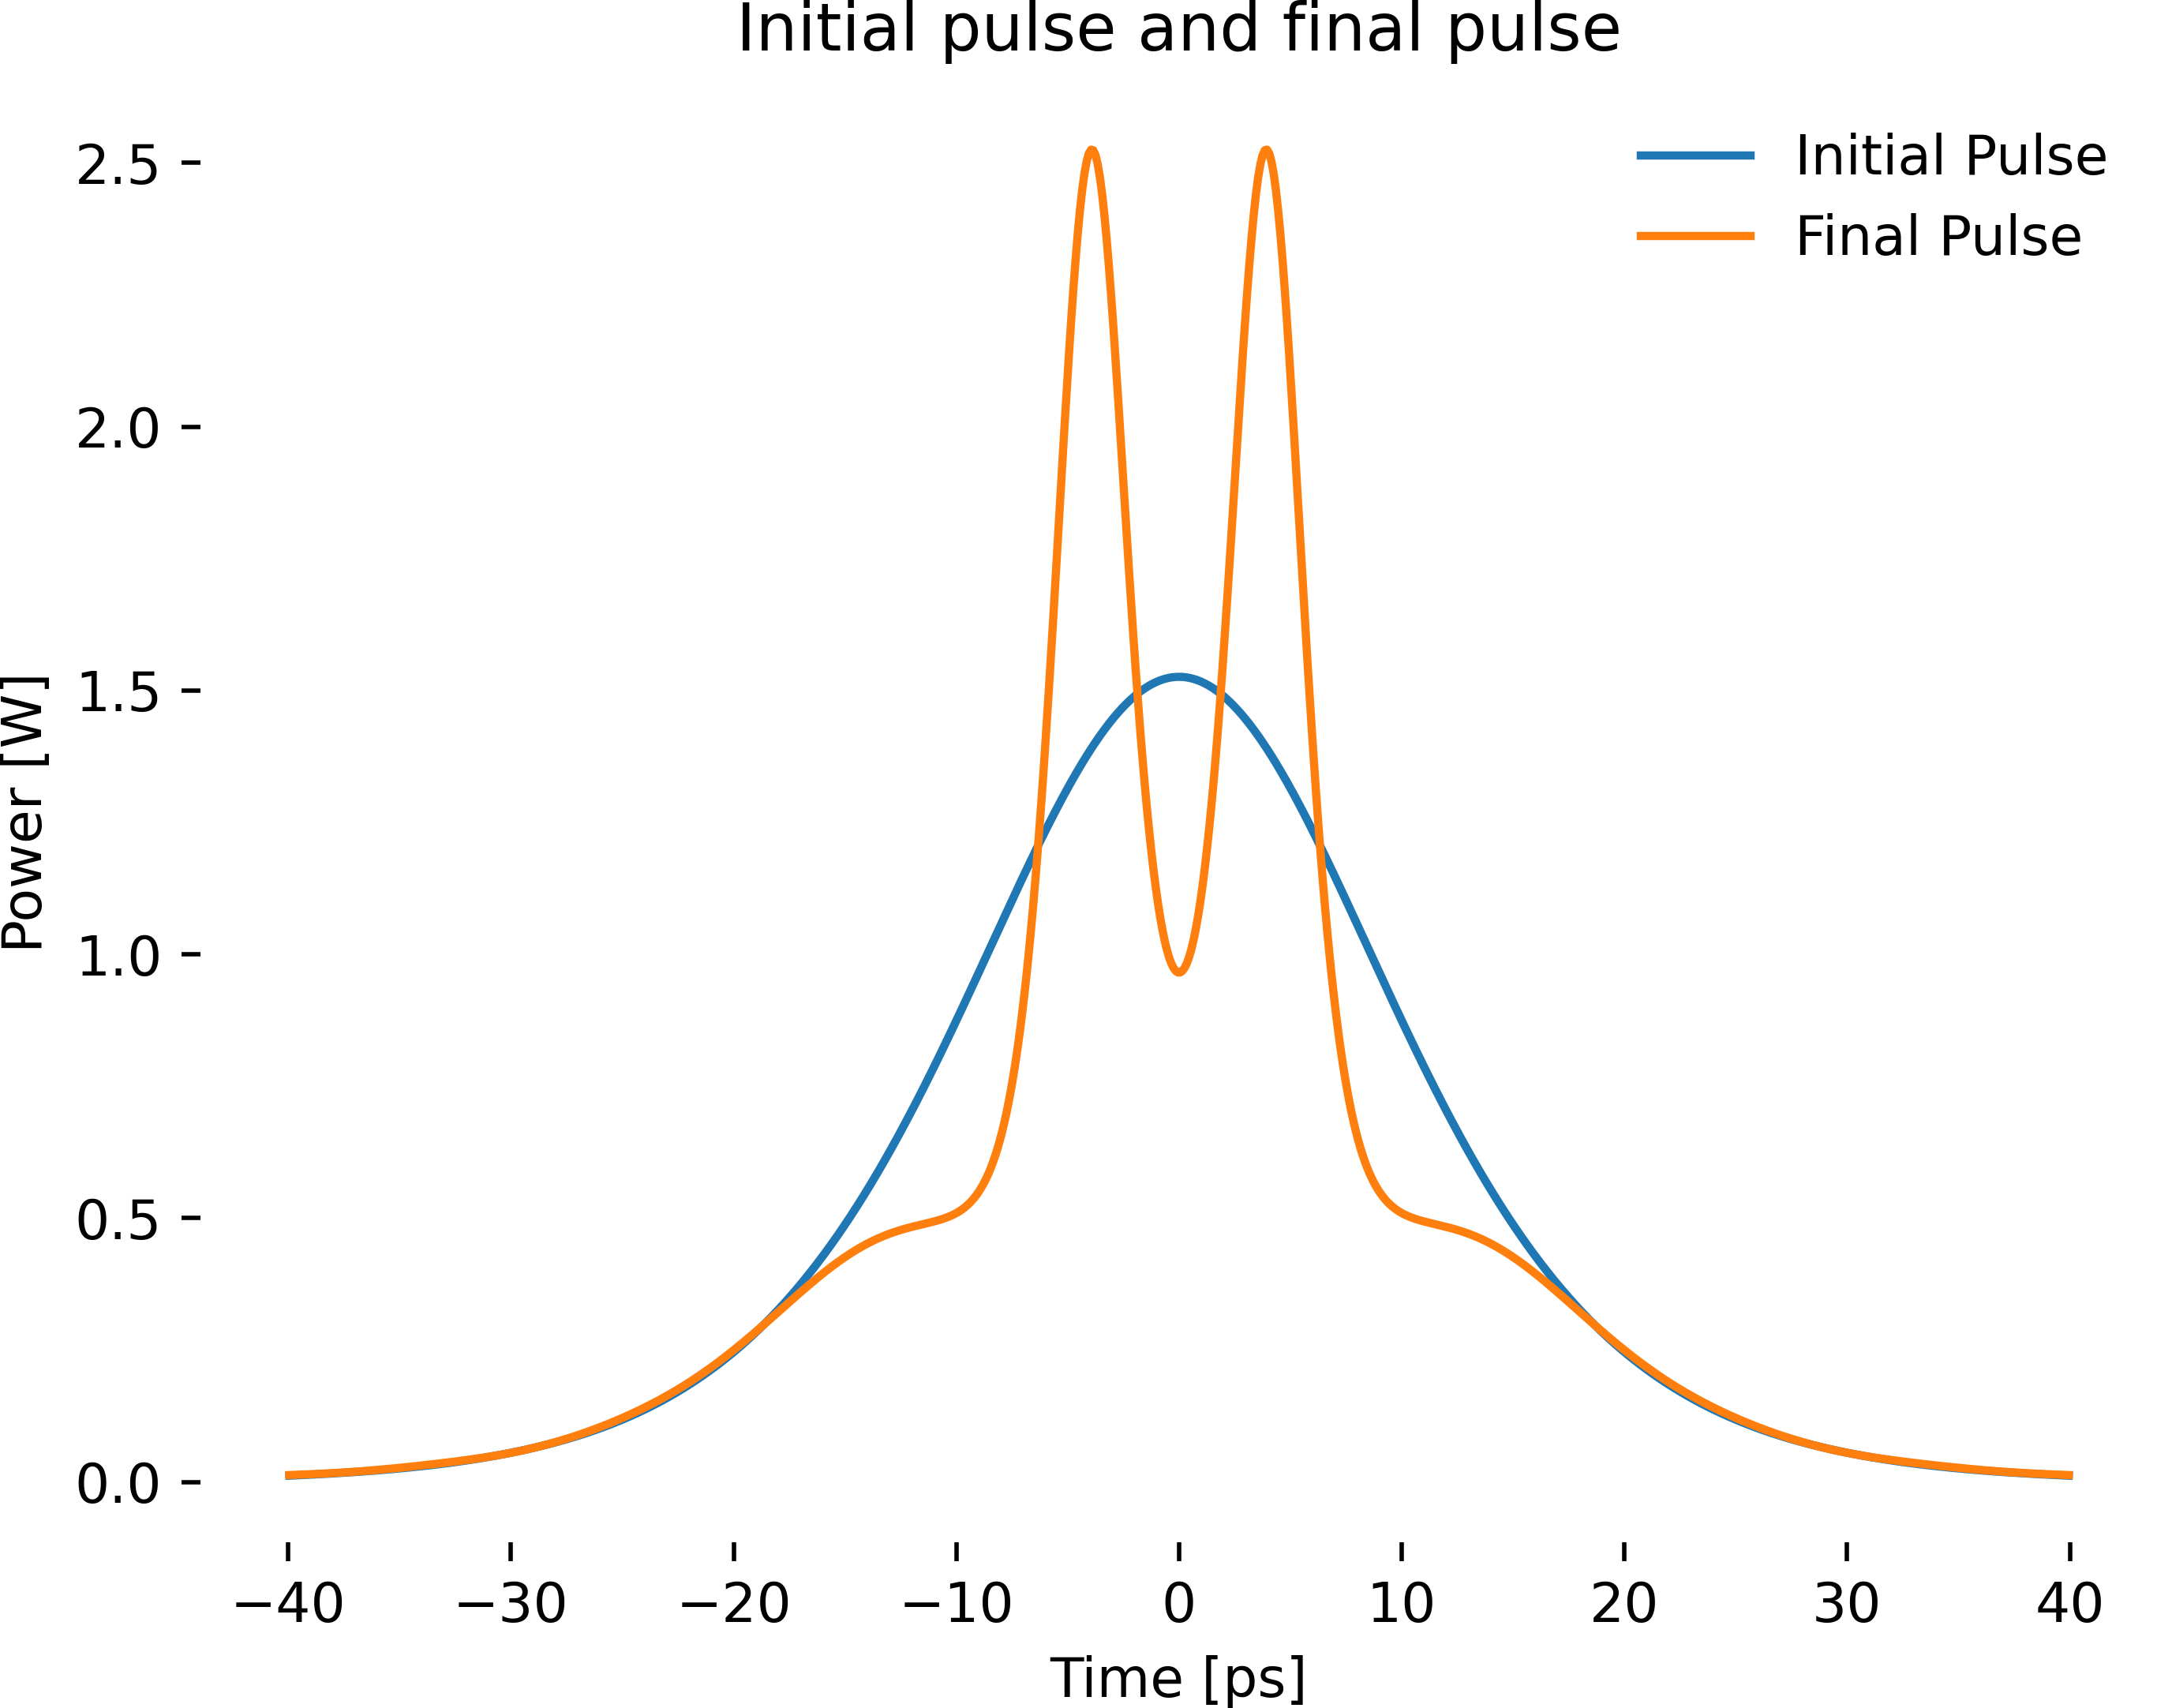 Initial pulse and final pulse
Initial Pulse
Final Pulse
2.5
2.0
1.5
1.0
0.5
0.0
Power [W]
−40 −30 −20 −10 0 10 20 30 40
Time [ps]